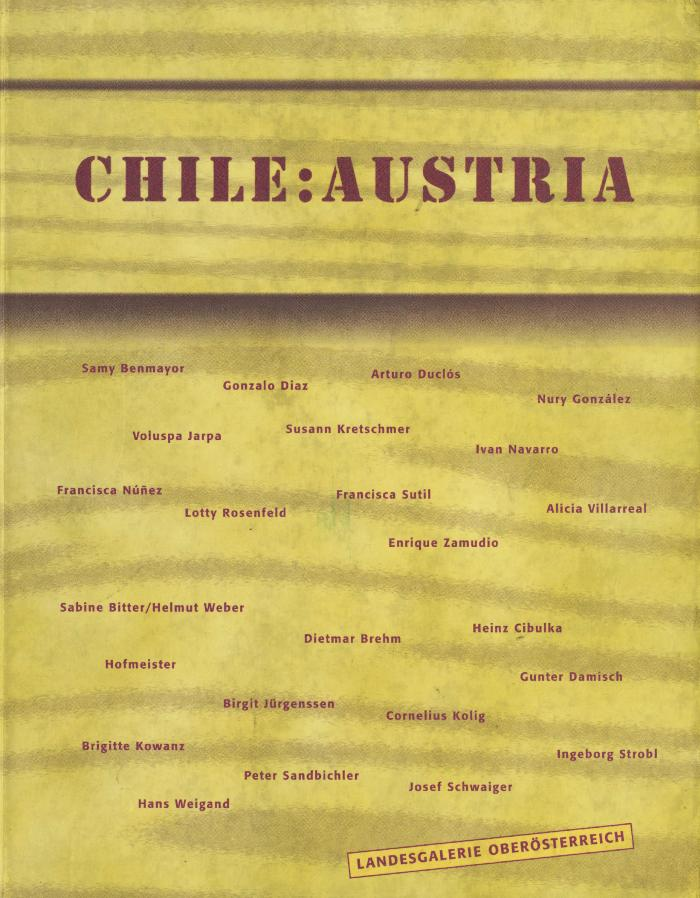 CHILE:AUSTRIA
Samy Benmayor
Gonzalo Diaz
Arturo Duclós
Nury González
Voluspa Jarpa
Susann Kretschmer
Ivan Navarro
Francisca Núñez
Lotty Rosenfeld
Francisca Sutil
Alicia Villarreal
Enrique Zamudio
Sabine Bitter/Helmut Weber
Dietmar Brehm
Heinz Cibulka
Hofmeister
Gunter Damisch
Birgit Jürgenssen
Cornelius Kolig
Brigitte Kowanz
Ingeborg Strobl
Peter Sandbichler
Josef Schwaiger
Hans Weigand
LANDESGALERIE OBERÖSTERREICH